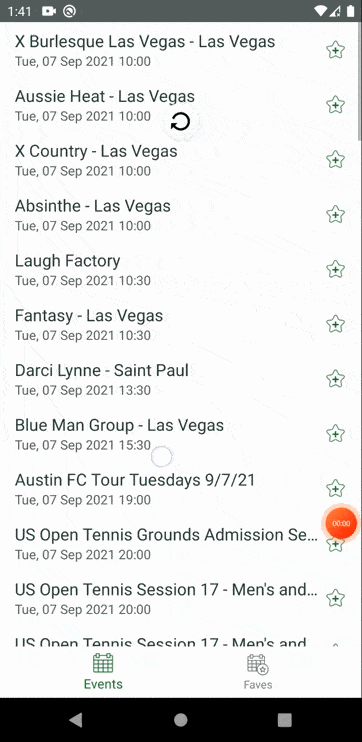 1:41
X Burlesque Las Vegas - Las Vegas
Tue, 07 Sep 2021 10:00
Aussie Heat - Las Vegas
Tue, 07 Sep 2021 10:00
X Country - Las Vegas
Tue, 07 Sep 2021 10:00
Absinthe - Las Vegas
Tue, 07 Sep 2021 10:00
Laugh Factory
Tue, 07 Sep 2021 10:30
Fantasy - Las Vegas
Tue, 07 Sep 2021 10:30
Darci Lynne - Saint Paul
Tue, 07 Sep 2021 13:30
Blue Man Group - Las Vegas
Tue, 07 Sep 2021 15:30
Austin FC Tour Tuesdays 9/7/21
Tue, 07 Sep 2021 19:00
00:00
US Open Tennis Grounds Admission Se...
Tue, 07 Sep 2021 20:00
US Open Tennis Session 17 - Men's and...
Tue, 07 Sep 2021 20:00
US Open Tennis Session 17 - Men's and...
Events
Faves